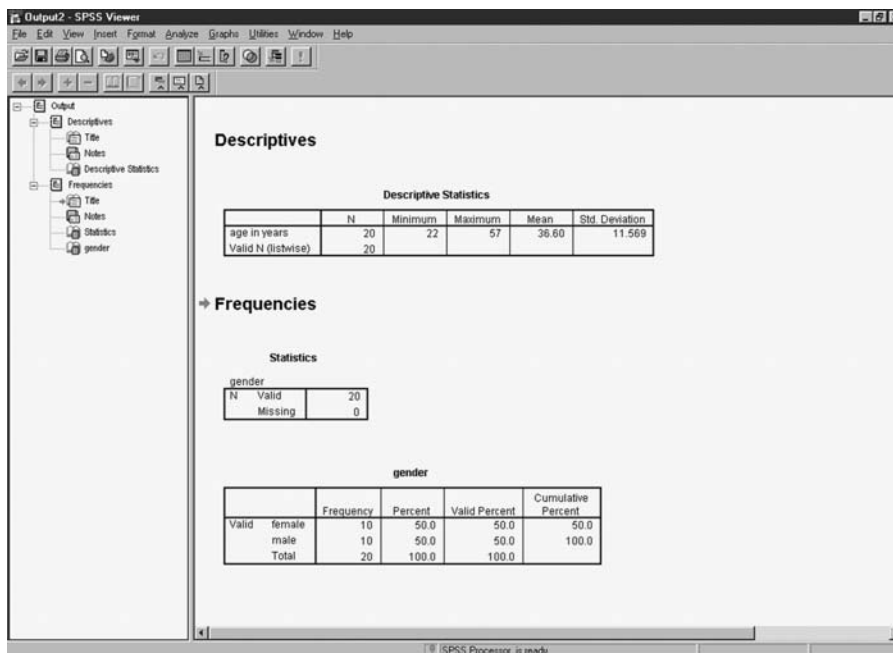 Output2 - SPSS Viewer
File Edit View Insert Format Analyze Graphs Utilities Window Help
Output
Descriptives
Title
Notes
Descriptive Statistics
Frequencies
Title
Notes
Statistics
gender
Descriptives
Descriptive Statistics
N Minimum Maximum Mean Std. Deviation
age in years 20 22 57 36.60 11.569
Valid N (listwise) 20
Frequencies
Statistics
gender
N Valid 20
Missing 0
gender
Frequency Percent Valid Percent Cumulative Percent
Valid female 10 50.0 50.0 50.0
male 10 50.0 50.0 100.0
Total 20 100.0 100.0
SPSS Processor is ready